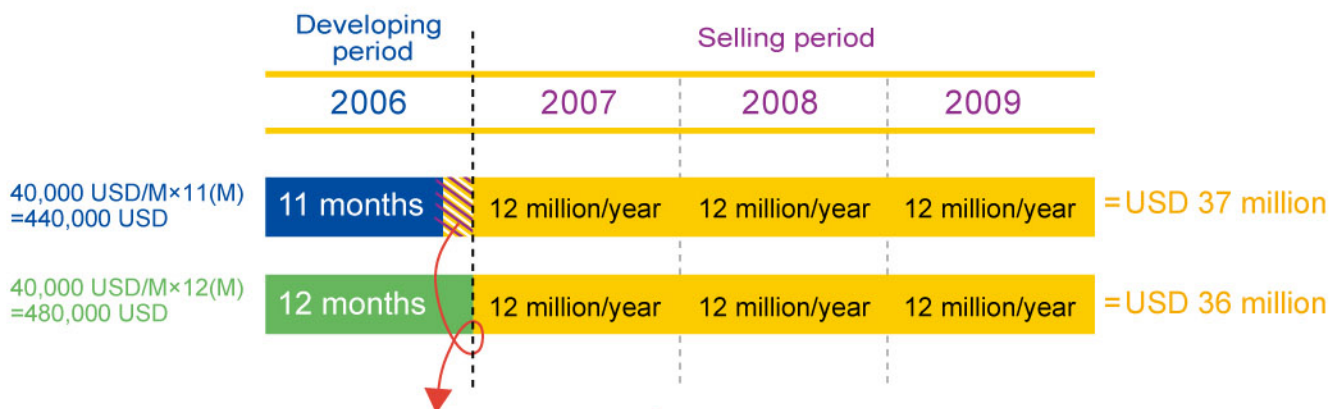 Developing
period
Selling period
2006
2007
2008
2009
40,000 USD/M×11(M)
=440,000 USD
11 months
12 million/year
12 million/year
12 million/year
=USD 37 million
40,000 USD/M×12(M)
=480,000 USD
12 months
12 million/year
12 million/year
12 million/year
=USD 36 million